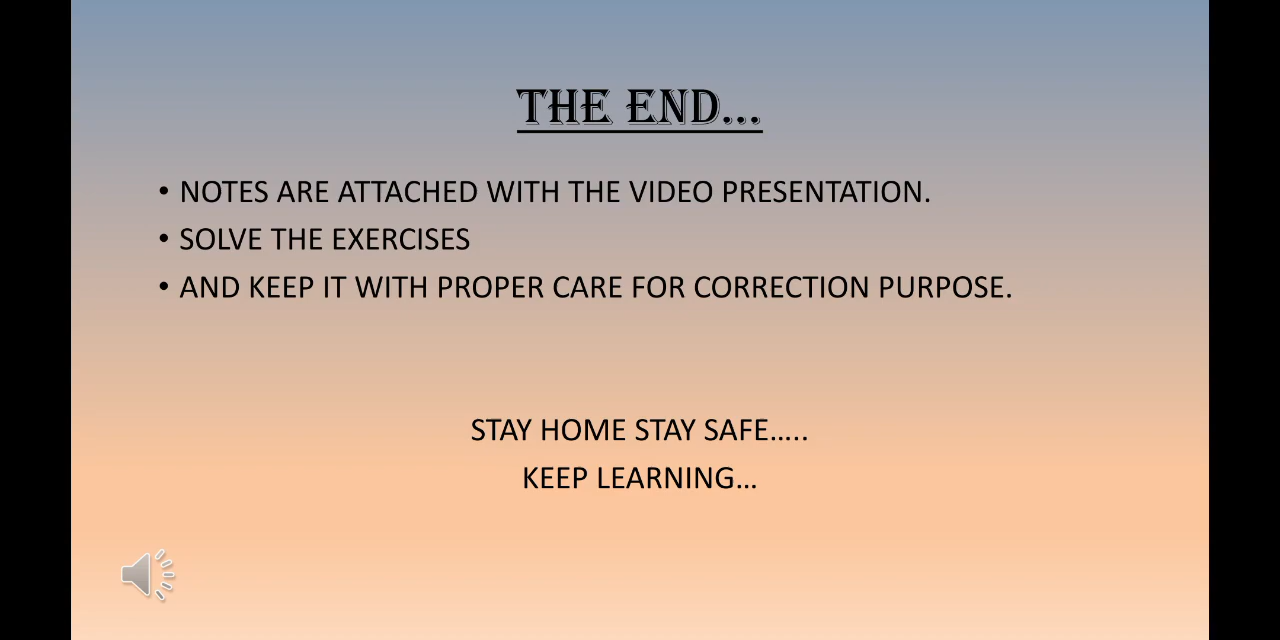 THE END...
• NOTES ARE ATTACHED WITH THE VIDEO PRESENTATION.
• SOLVE THE EXERCISES
• AND KEEP IT WITH PROPER CARE FOR CORRECTION PURPOSE.
STAY HOME STAY SAFE.....
KEEP LEARNING...